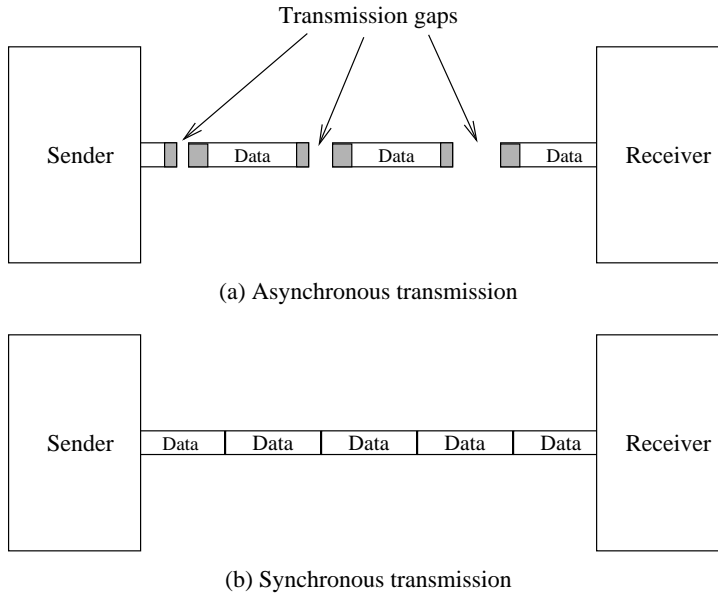 Transmission gaps
Sender
Data
Data
Data
Receiver
(a) Asynchronous transmission
Sender
Data
Data
Data
Data
Data
Receiver
(b) Synchronous transmission